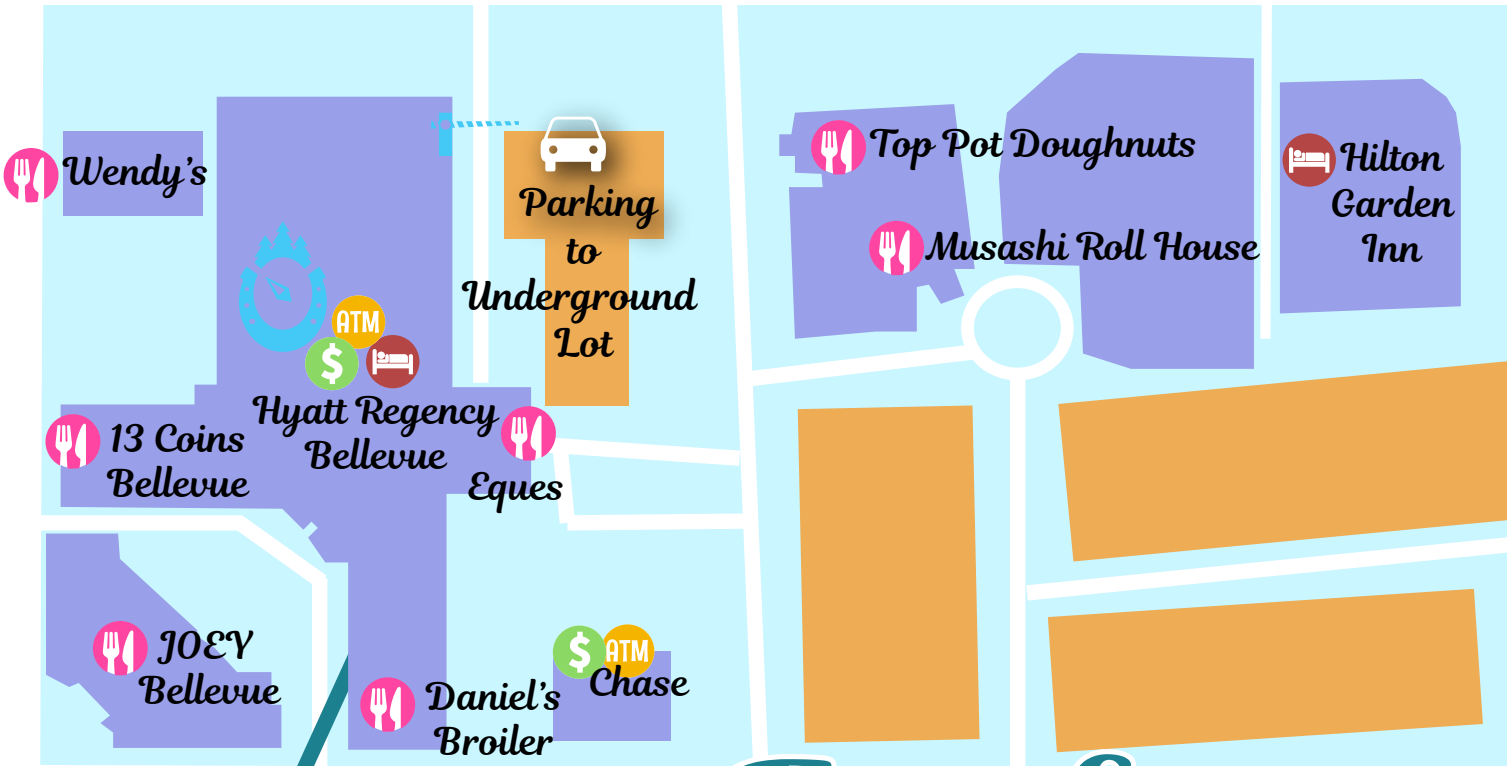 Wendy's
Parking
to
Underground
Lot
Top Pot Doughnuts
Musashi Roll House
Hilton
Garden
Inn
ATM
$
Hyatt Regency
Bellevue
13 Coins
Bellevue
Eques
JOEY
Bellevue
Daniel's
Broiler
$
ATM
Chase